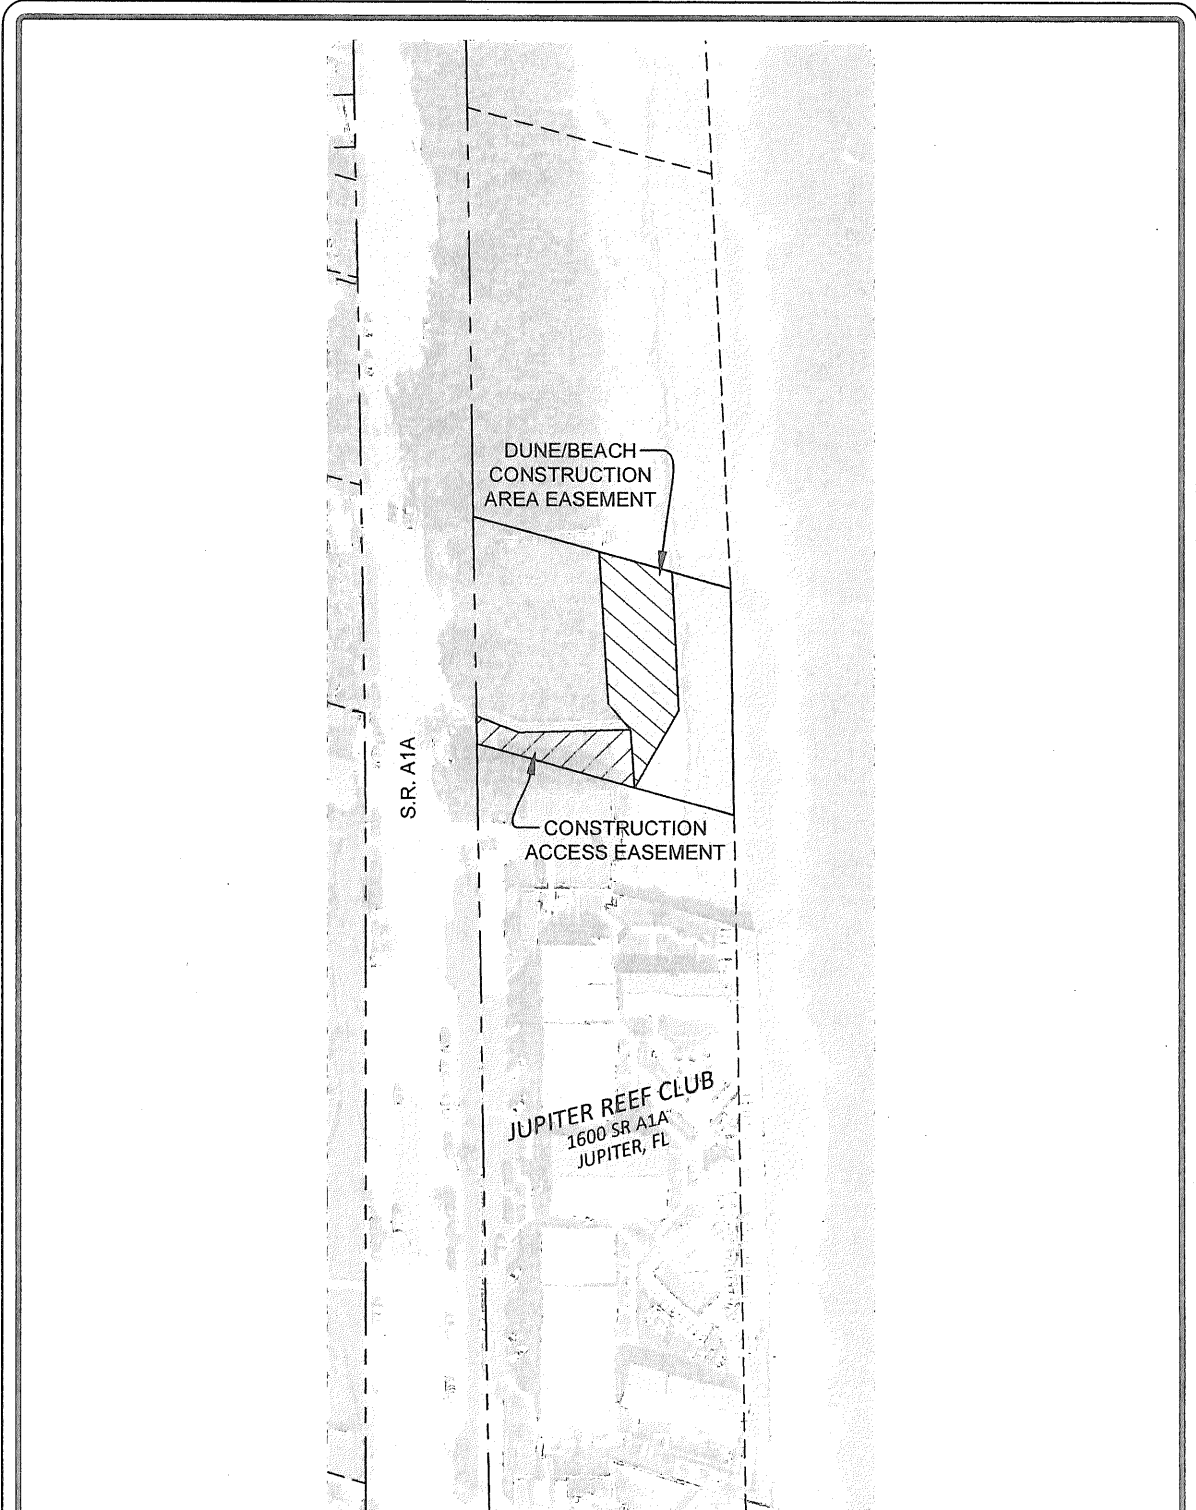 DUNE/BEACH
CONSTRUCTION
AREA EASEMENT
S.R. A1A
CONSTRUCTION
ACCESS EASEMENT
JUPITER REEF CLUB
1600 SR A1A
JUPITER, FL